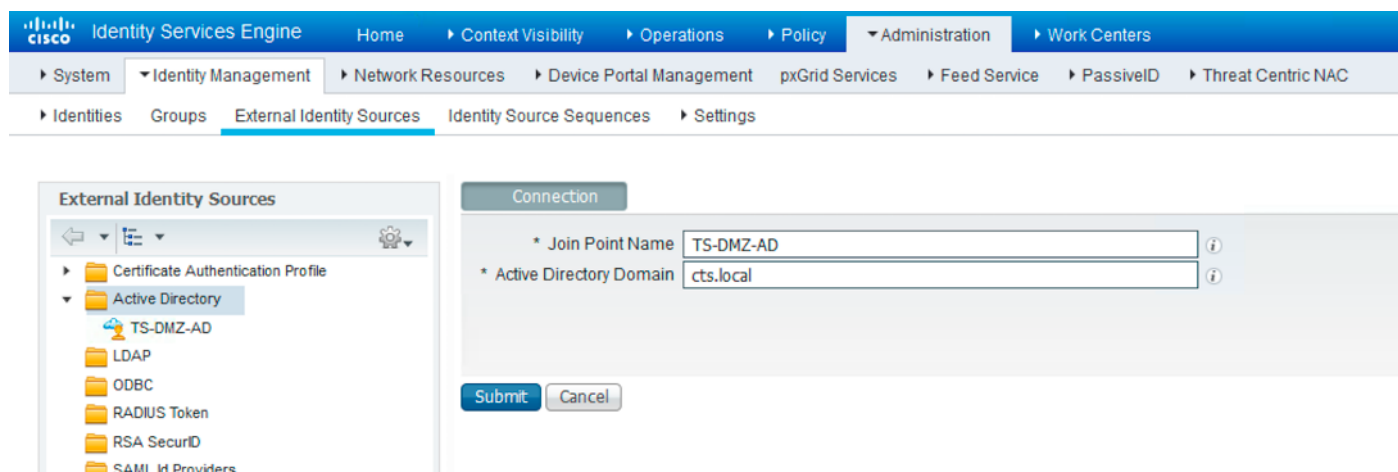 cisco Identity Services Engine Home Context Visibility Operations Policy Administration Work Centers
System Identity Management Network Resources Device Portal Management pxGrid Services Feed Service PassiveID Threat Centric NAC
Identities Groups External Identity Sources Identity Source Sequences Settings
External Identity Sources
Certificate Authentication Profile
Active Directory
TS-DMZ-AD
LDAP
ODBC
RADIUS Token
RSA SecurID
SAML Id Providers
Connection
* Join Point Name TS-DMZ-AD
* Active Directory Domain cts.local
Submit Cancel